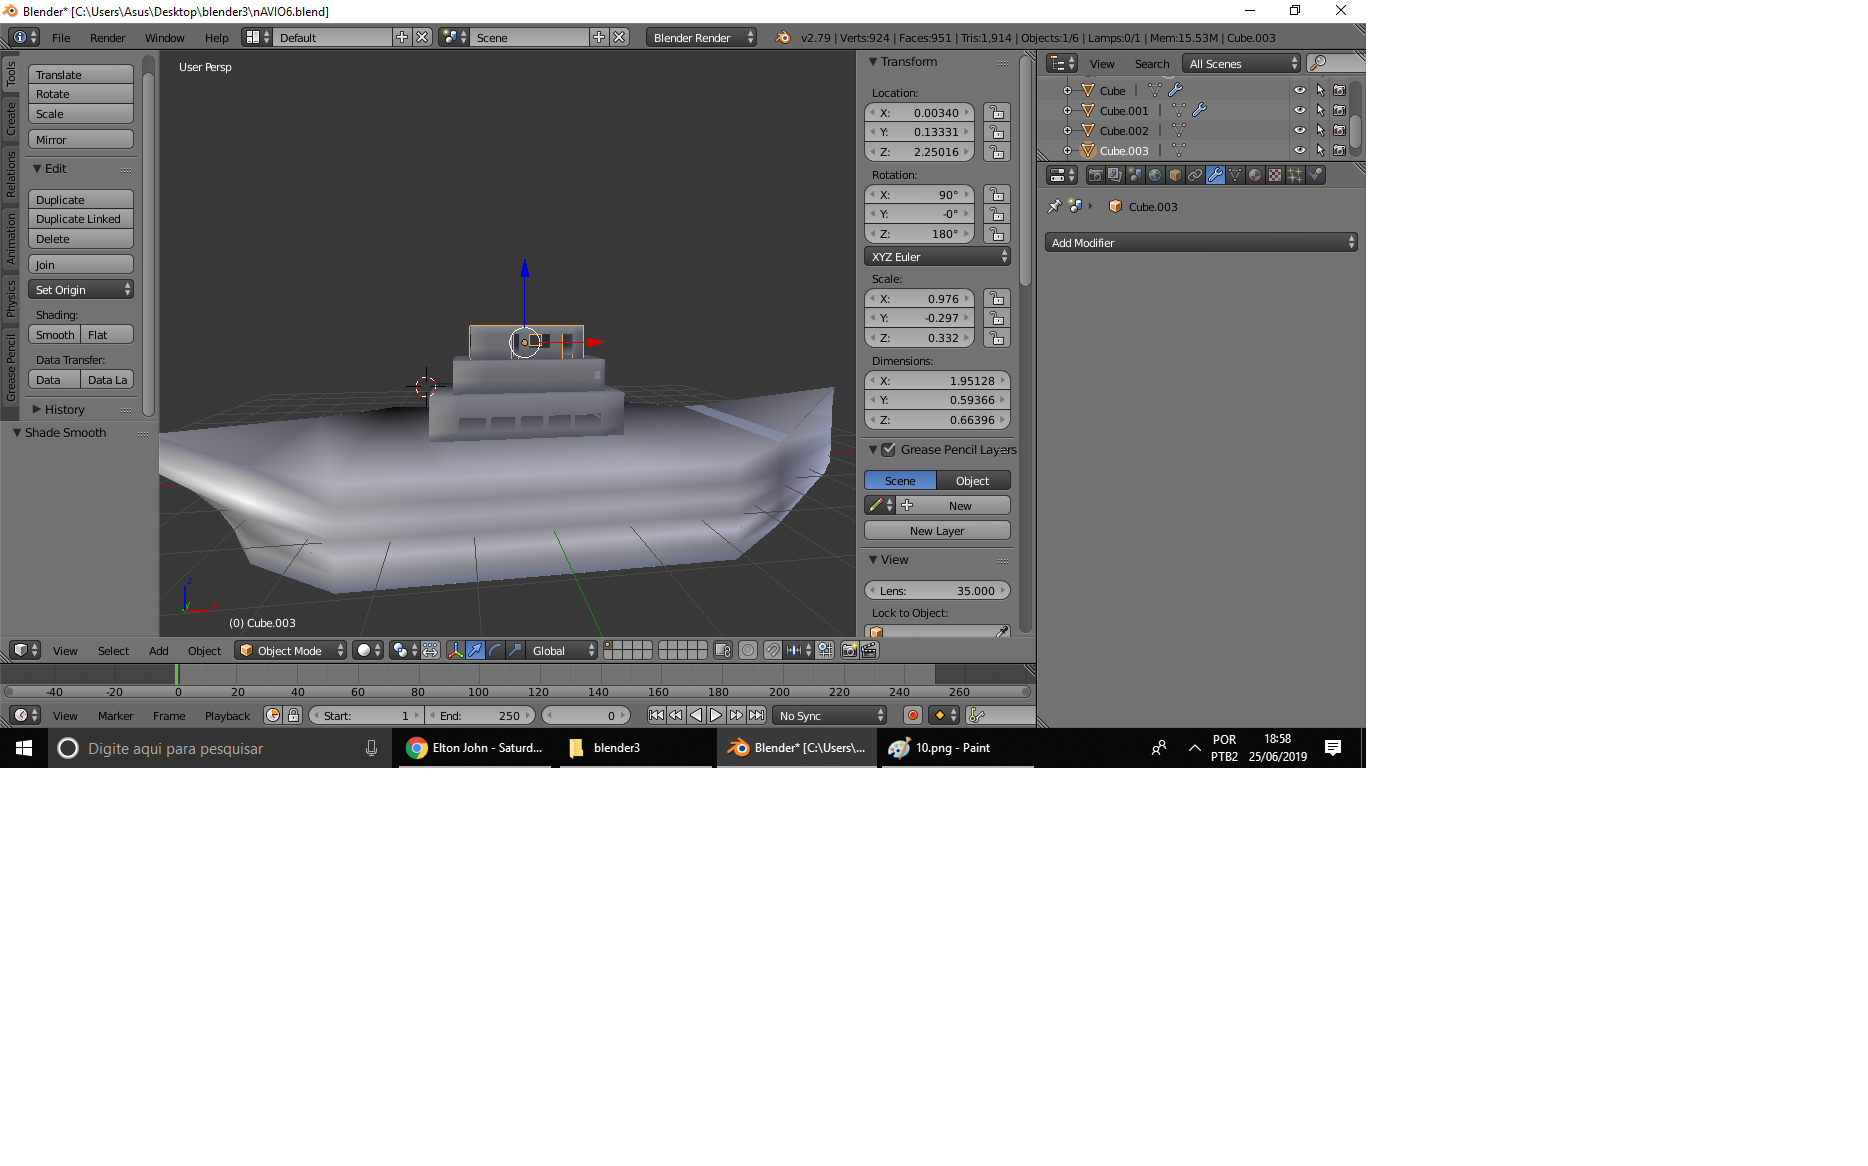 Blender* [C:\Users\Asus\Desktop\blender3\nAVIO6.blend]
File Render Window Help Default Scene Blender Render v2.79 | Verts:924 | Faces:951 | Tris:1,914 | Objects:1/6 | Lamps:0/1 | Mem:15.53M | Cube.003
Tools
Create
Relations
Animation
Physics
Grease Pencil
Translate
Rotate
Scale
Mirror
Edit
Duplicate
Duplicate Linked
Delete
Join
Set Origin
Shading:
Smooth Flat
Data Transfer:
Data Data La
History
Shade Smooth
User Persp
z
x
(0) Cube.003
Transform
Location:
X: 0.00340
Y: 0.13331
Z: 2.25016
Rotation:
X: 90°
Y: -0°
Z: 180°
XYZ Euler
Scale:
X: 0.976
Y: -0.297
Z: 0.332
Dimensions:
X: 1.95128
Y: 0.59366
Z: 0.66396
Grease Pencil Layers
Scene Object
New
New Layer
View
Lens: 35.000
Lock to Object:
View Search All Scenes
Cube
Cube.001
Cube.002
Cube.003
Cube.003
Add Modifier
View Select Add Object Object Mode Global
-40 -20 0 20 40 60 80 100 120 140 160 180 200 220 240 260
View Marker Frame Playback Start: 1 End: 250 0 No Sync
Digite aqui para pesquisar
Elton John - Saturd...
blender3
Blender* [C:\Users\...
10.png - Paint
POR
PTB2
18:58
25/06/2019